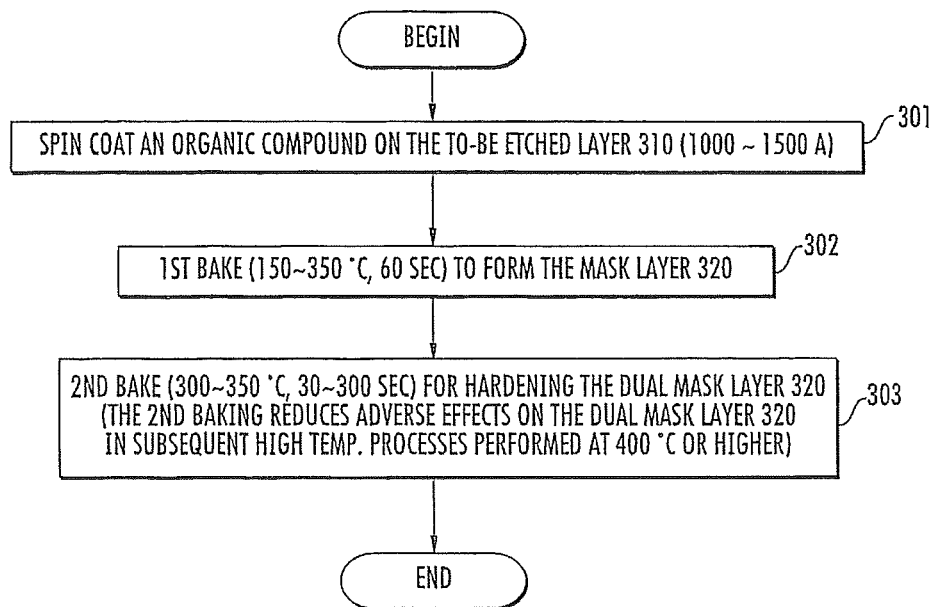 BEGIN
SPIN COAT AN ORGANIC COMPOUND ON THE TO-BE ETCHED LAYER 310 (1000 ~ 1500 A)
301
1ST BAKE (150~350 °C, 60 SEC) TO FORM THE MASK LAYER 320
302
2ND BAKE (300~350 °C, 30~300 SEC) FOR HARDENING THE DUAL MASK LAYER 320
(THE 2ND BAKING REDUCES ADVERSE EFFECTS ON THE DUAL MASK LAYER 320
IN SUBSEQUENT HIGH TEMP. PROCESSES PERFORMED AT 400 °C OR HIGHER)
303
END